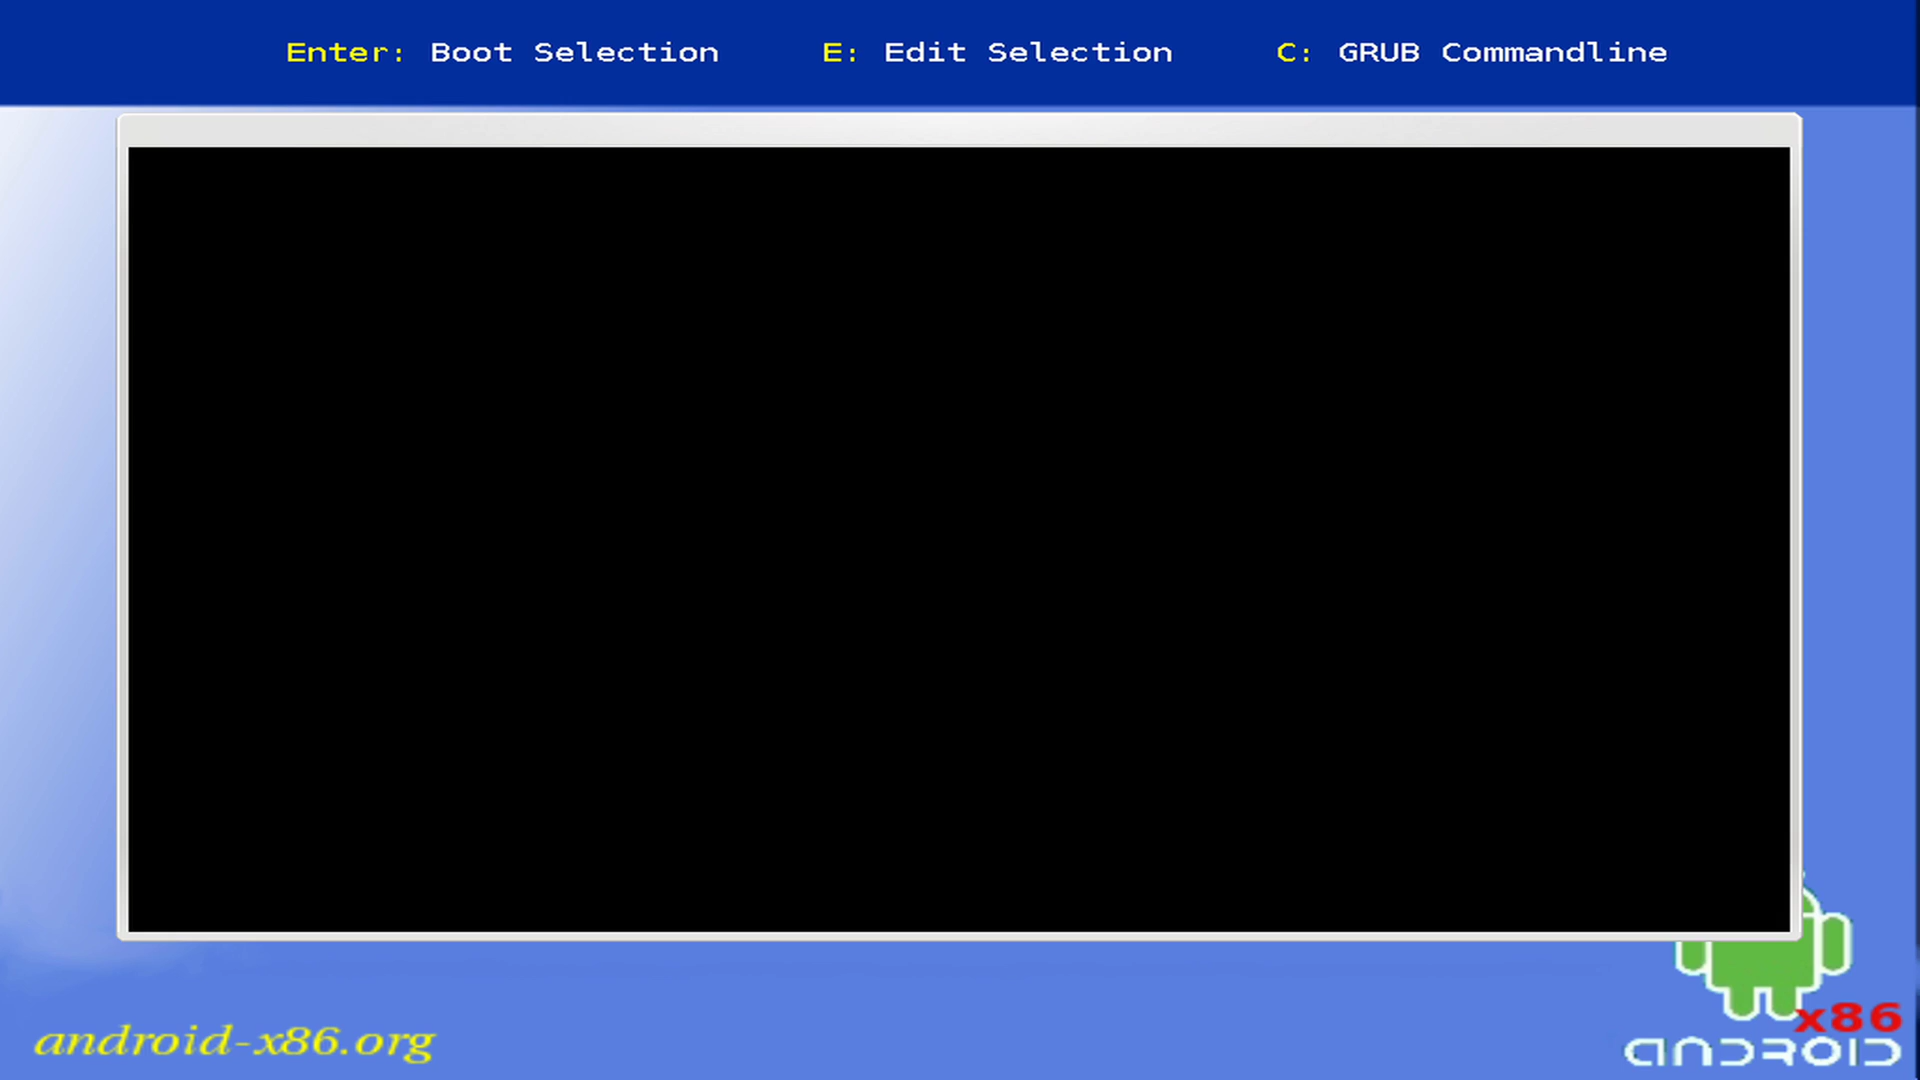 Enter: Boot Selection E: Edit Selection C: GRUB Commandline
android-x86.org
x86
ANDROID